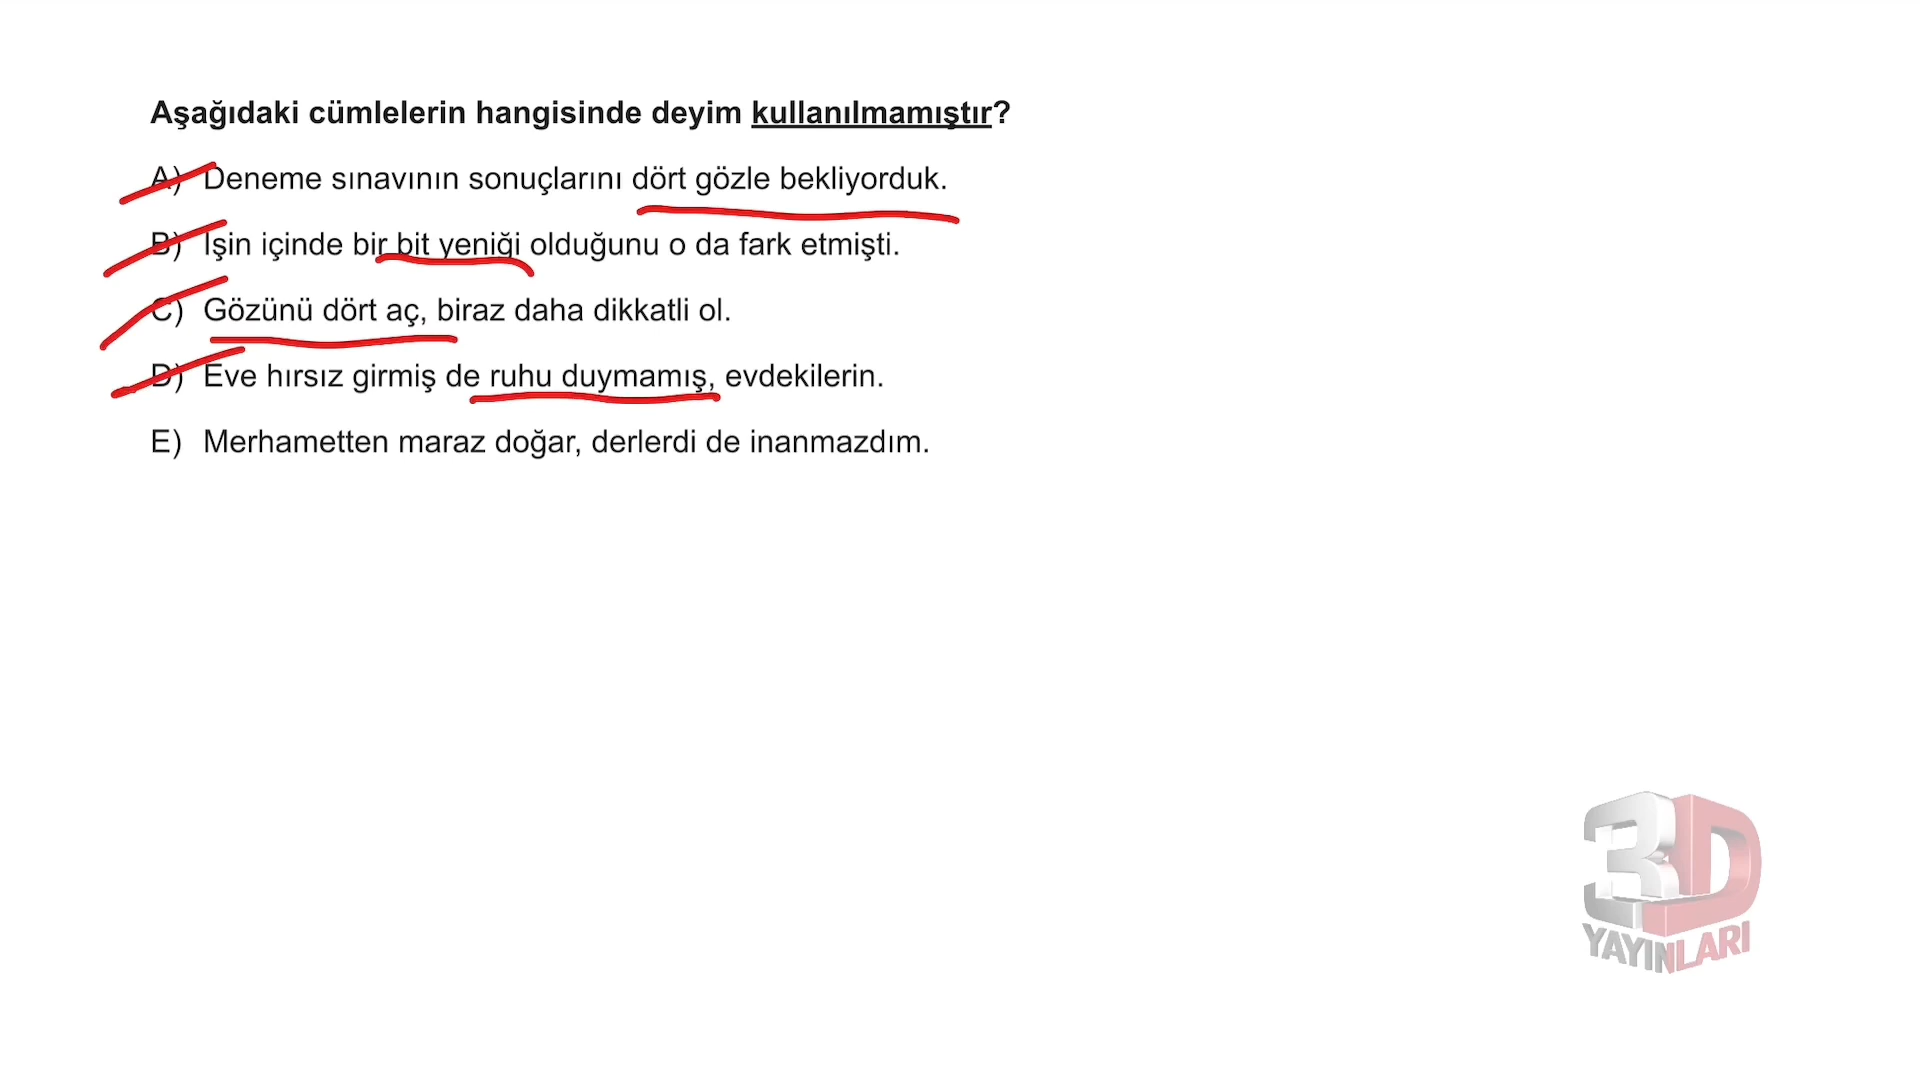 Aşağıdaki cümlelerin hangisinde deyim kullanılmamıştır?
A) Deneme sınavının sonuçlarını dört gözle bekliyorduk.
B) İşin içinde bir bit yeniği olduğunu o da fark etmişti.
C) Gözünü dört aç, biraz daha dikkatli ol.
D) Eve hırsız girmiş de ruhu duymamış, evdekilerin.
E) Merhametten maraz doğar, derlerdi de inanmazdım.
3D
YAYINLARI